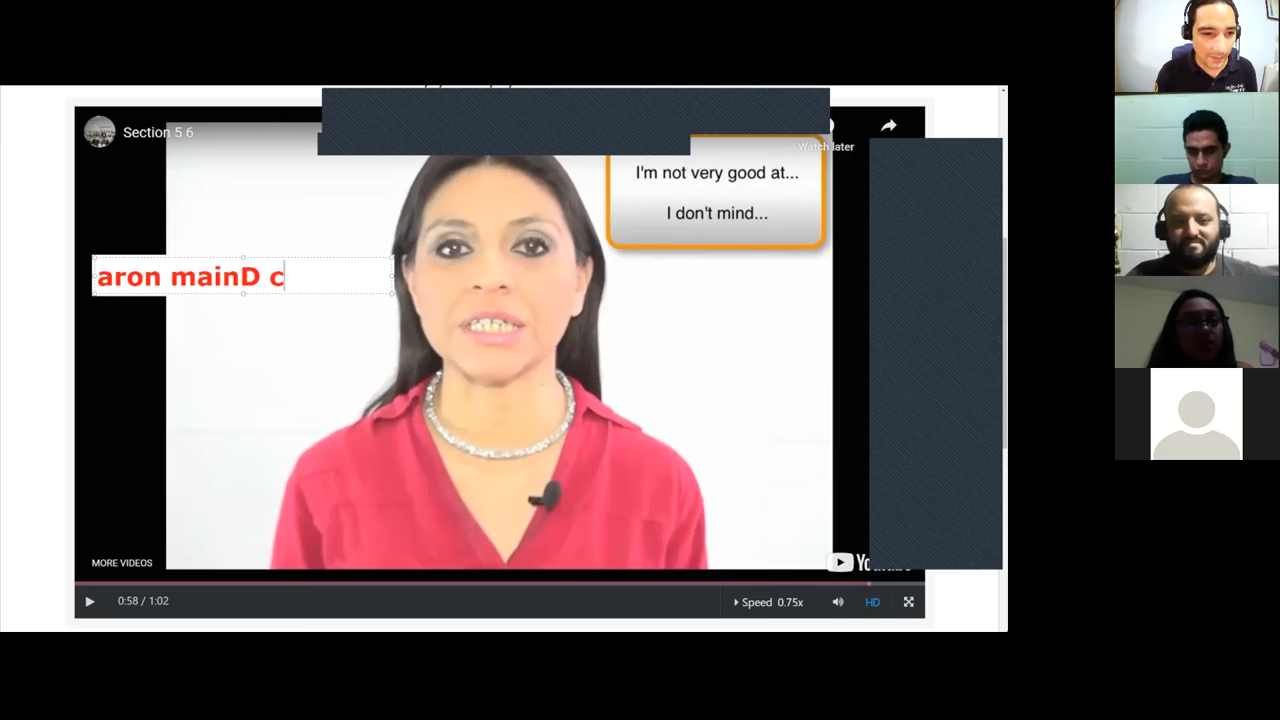 Section 5 6
Watch later
I'm not very good at...
I don't mind...
aron mainD c
MORE VIDEOS
0:58 / 1:02
Speed 0.75x
HD